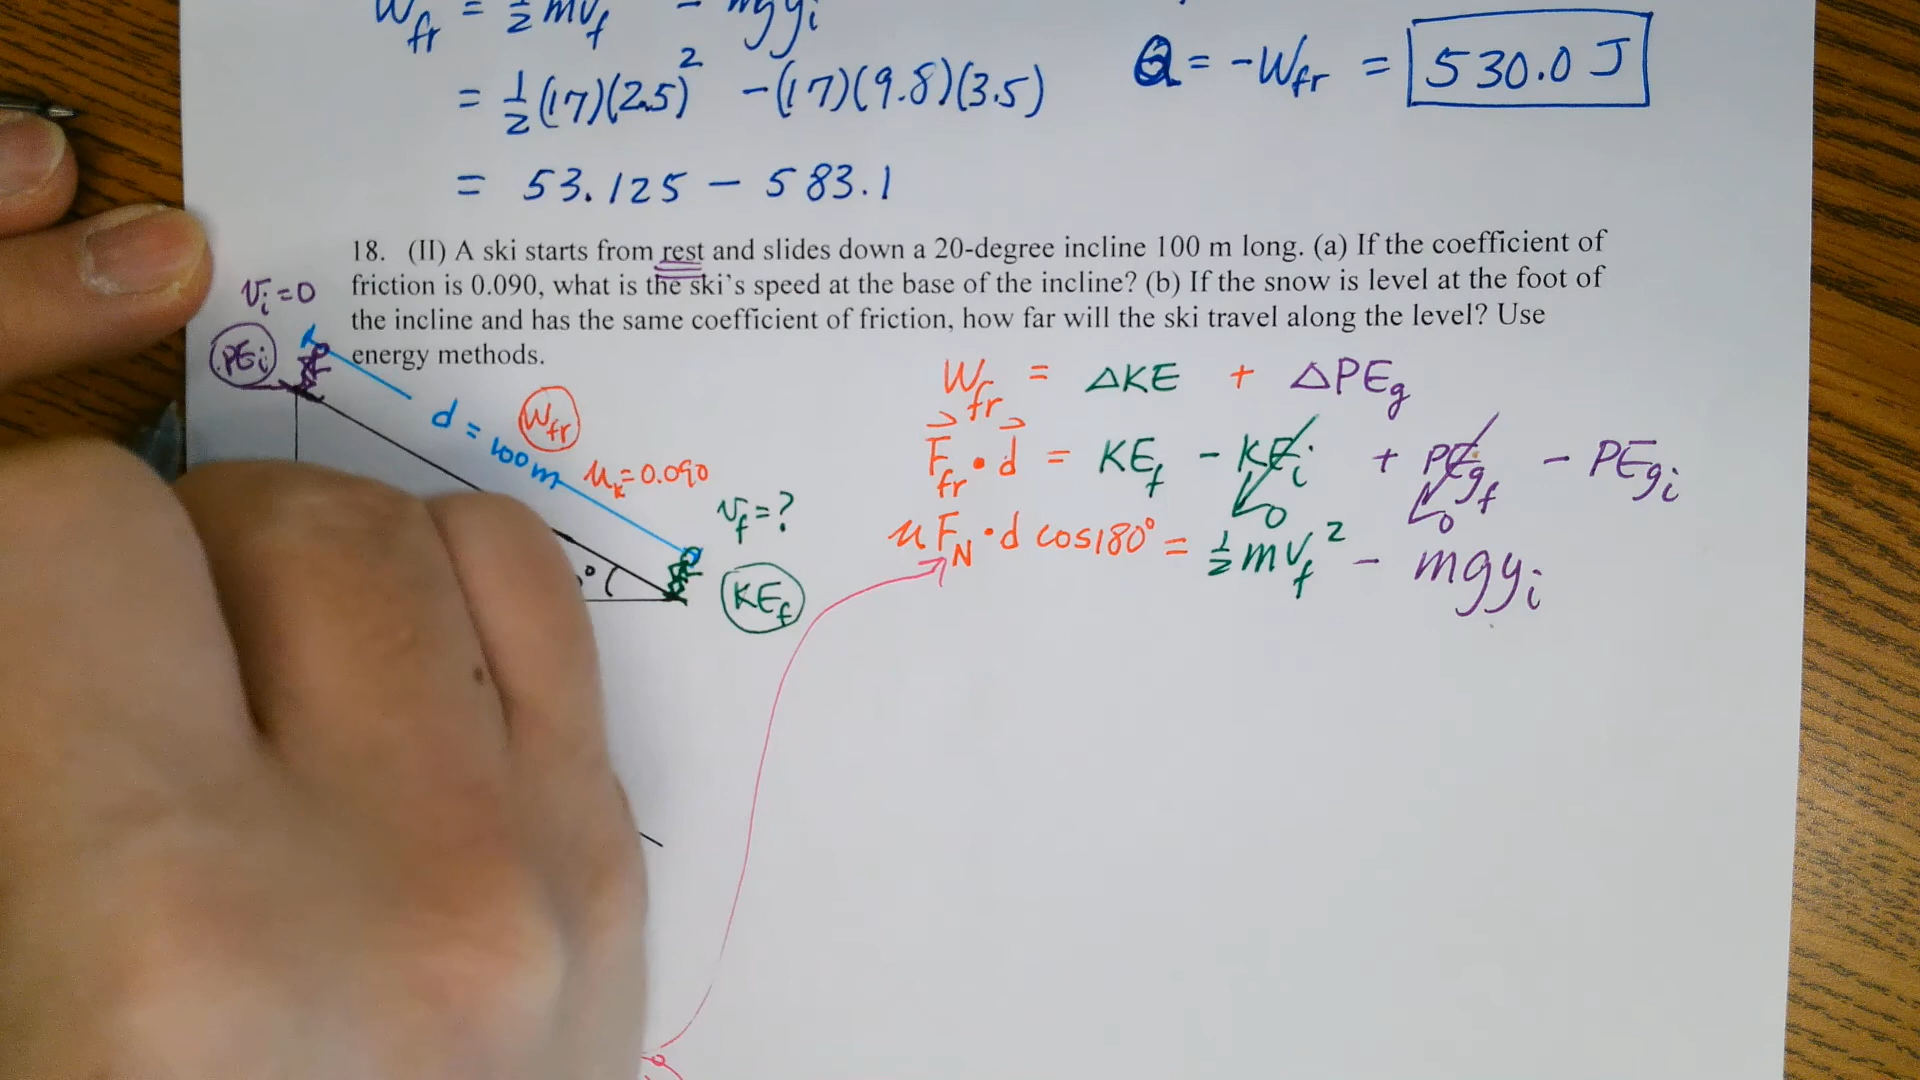 W_fr = ½mv_f - mgy_i
= ½(17)(2.5)² -(17)(9.8)(3.5)
Q = -W_fr = 530.0 J
= 53.125 - 583.1
18. (II) A ski starts from rest and slides down a 20-degree incline 100 m long. (a) If the coefficient of
friction is 0.090, what is the ski's speed at the base of the incline? (b) If the snow is level at the foot of
the incline and has the same coefficient of friction, how far will the ski travel along the level? Use
energy methods.
v_i=0
PE_i
d = 100m
W_fr
μ_k=0.090
v_f=?
KE_f
W_fr = ΔKE + ΔPE_g
F_fr • d = KE_f - KE_i + PE_gf - PE_gi
0 0
μF_N • d cos180° = ½mv_f² - mgy_i